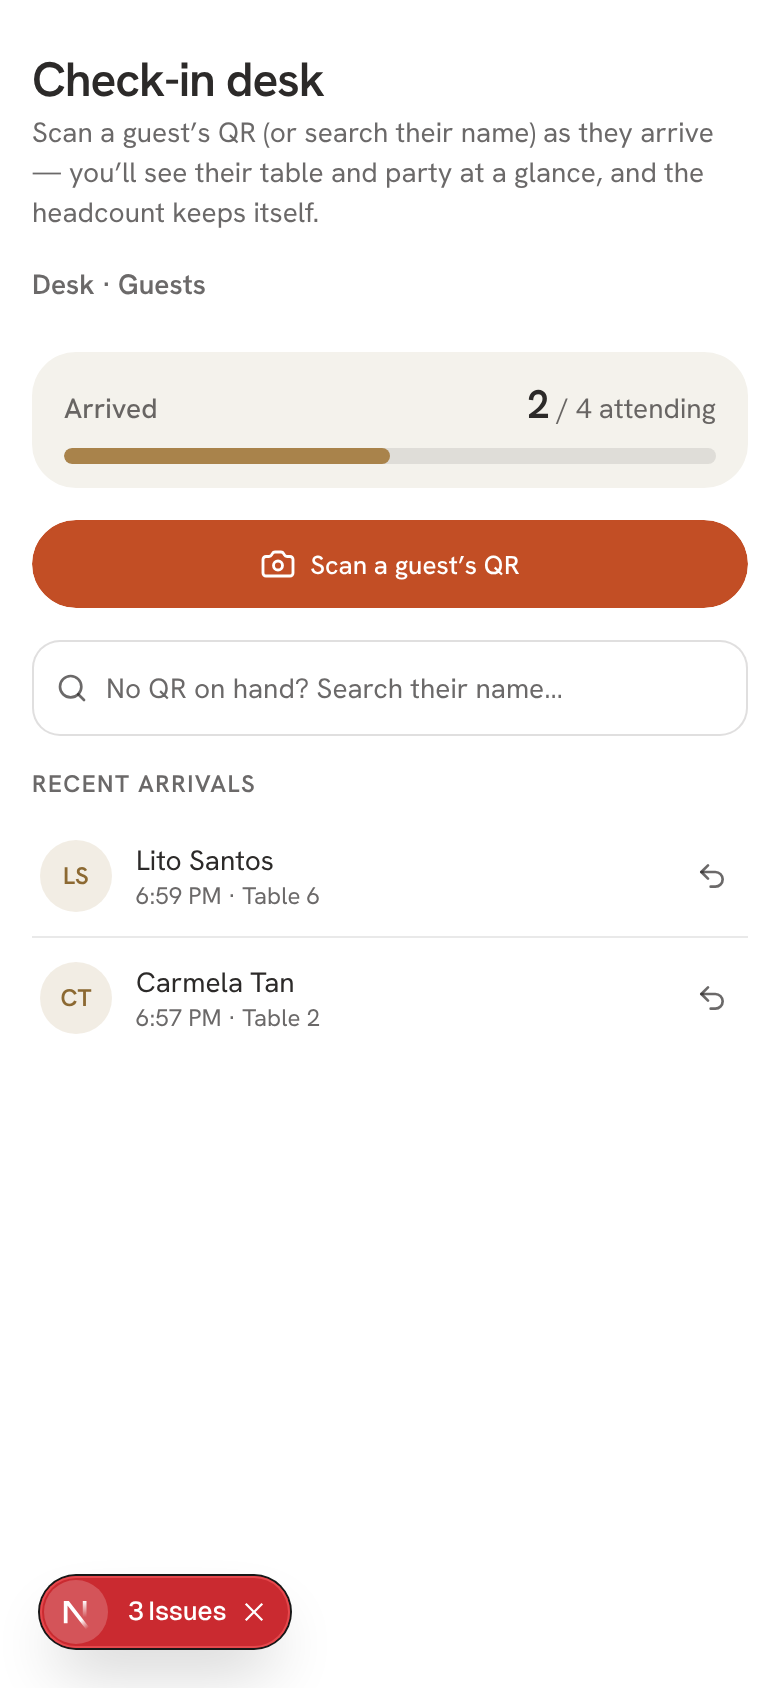 Check-in desk
Scan a guest’s QR (or search their name) as they arrive
— you’ll see their table and party at a glance, and the
headcount keeps itself.
Desk · Guests
Arrived 2 / 4 attending
Scan a guest’s QR
No QR on hand? Search their name…
RECENT ARRIVALS
LS Lito Santos
6:59 PM · Table 6
CT Carmela Tan
6:57 PM · Table 2
N 3 Issues